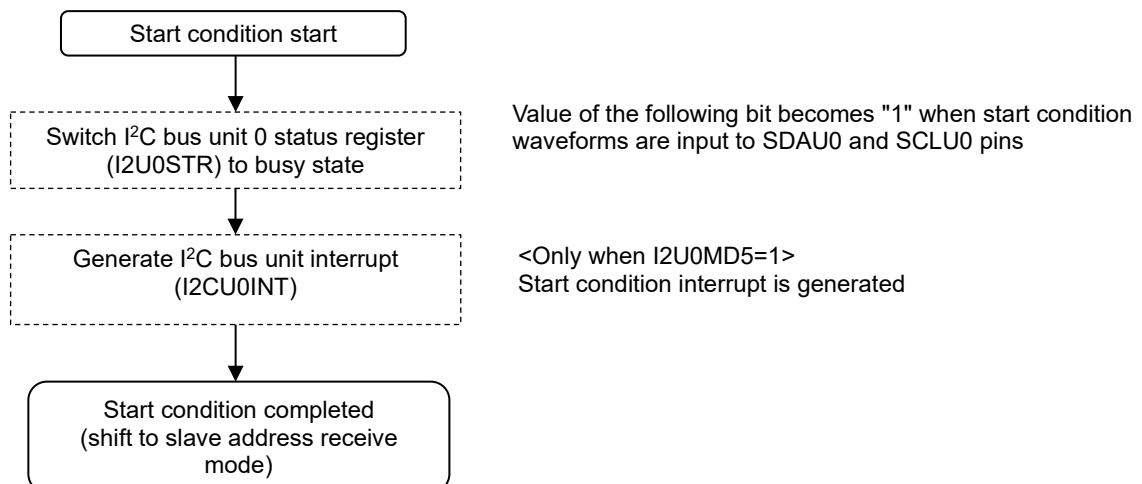 Start condition start
Switch I²C bus unit 0 status register
(I2U0STR) to busy state
Value of the following bit becomes "1" when start condition
waveforms are input to SDAU0 and SCLU0 pins
Generate I²C bus unit interrupt
(I2CU0INT)
<Only when I2U0MD5=1>
Start condition interrupt is generated
Start condition completed
(shift to slave address receive
mode)